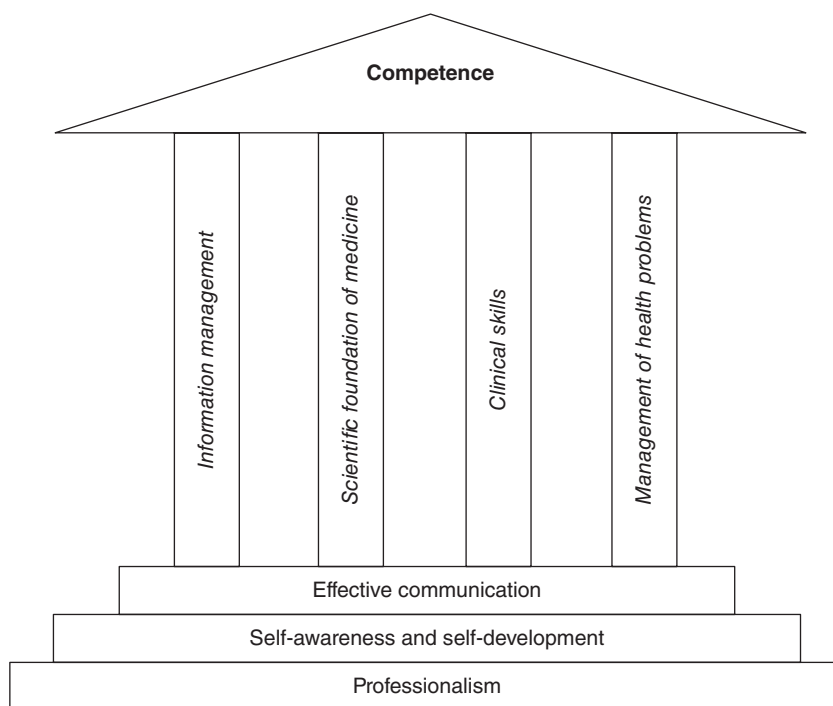 Competence
Information management
Scientific foundation of medicine
Clinical skills
Management of health problems
Effective communication
Self-awareness and self-development
Professionalism